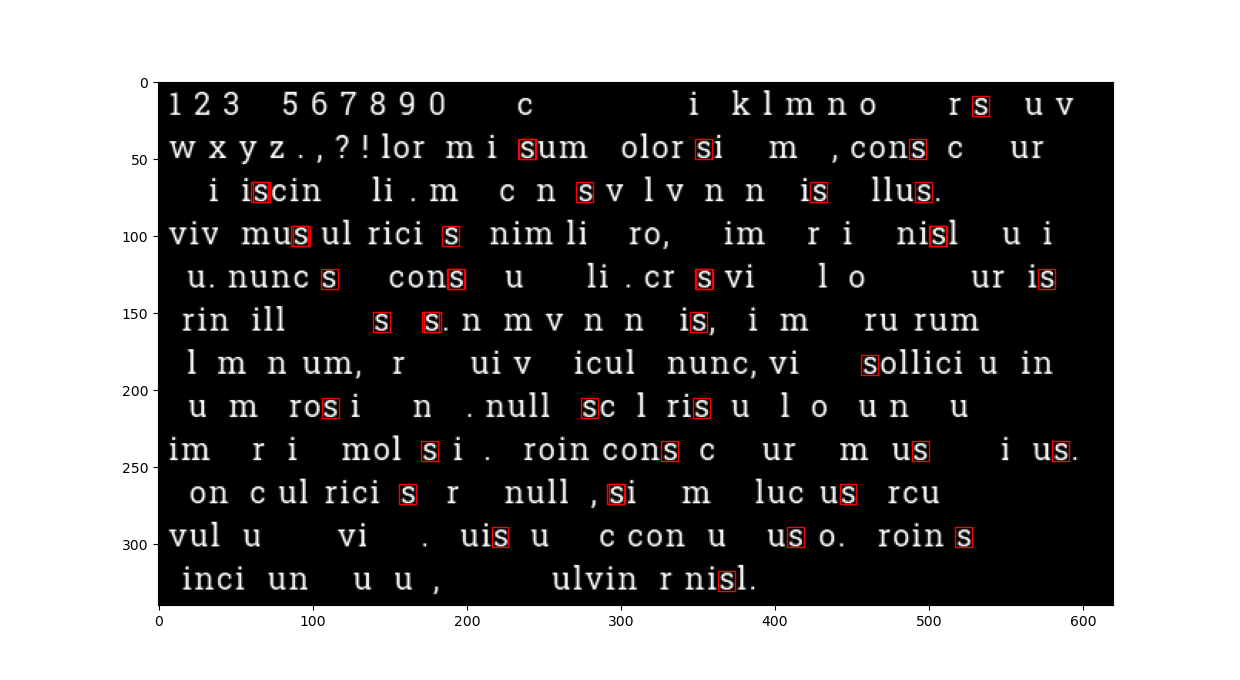 0
50
100
150
200
250
300
1 2 3 5 6 7 8 9 0 c i k l m n o r s u v
w x y z . , ? ! lor m i sum olor si m , cons c ur
i iscin li . m c n s v l v n n is llus.
viv mus ul rici s nim li ro, im r i nisl u i
u. nunc s cons u li . cr s vi l o ur is
rin ill s s. n m v n n is, i m ru rum
l m n um, r ui v icul nunc, vi sollici u in
u m ros i n . null sc l ris u l o u n u
im r i mol s i . roin cons c ur m us i us.
on c ul rici s r null , si m luc us rcu
vul u vi . uis u c con u us o. roin s
inci un u u , ulvin r nisl.
0 100 200 300 400 500 600